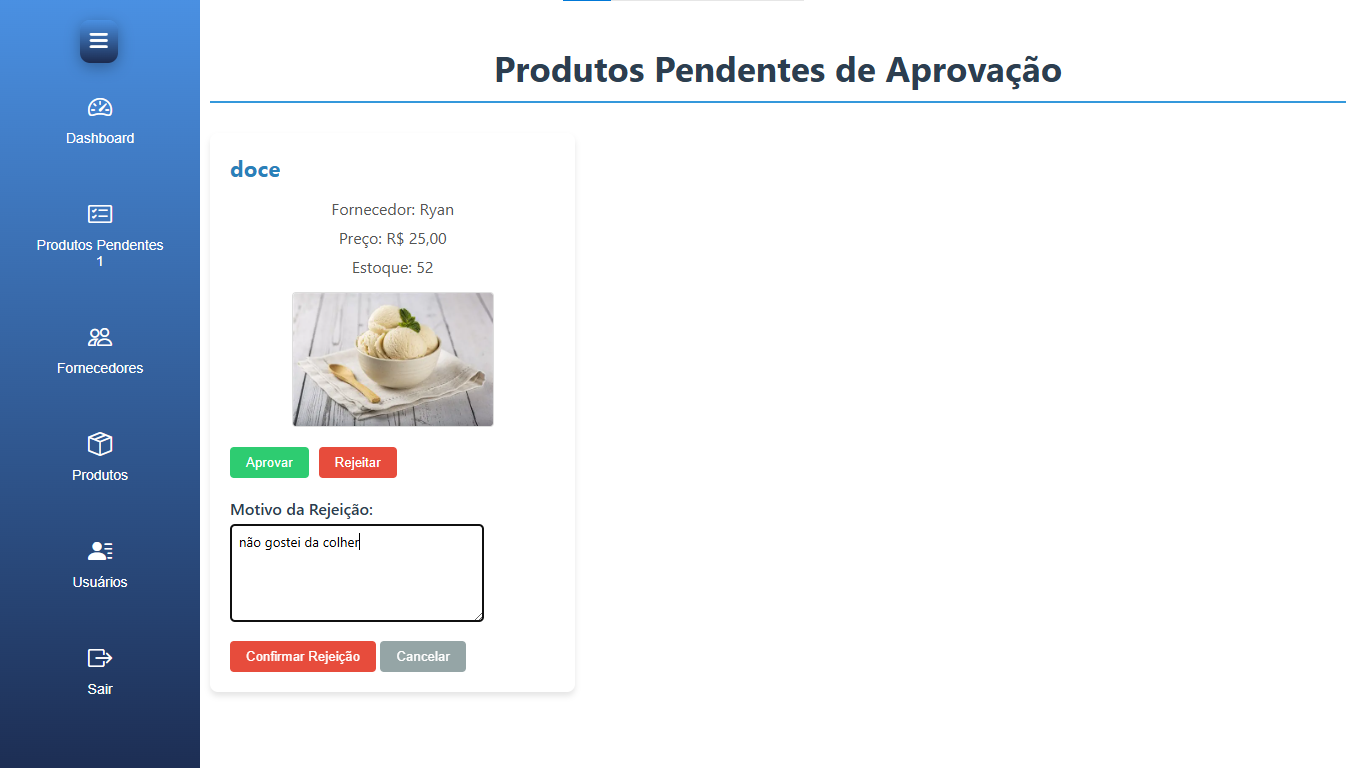 Dashboard
Produtos Pendentes
1
Fornecedores
Produtos
Usuários
Sair
Produtos Pendentes de Aprovação
doce
Fornecedor: Ryan
Preço: R$ 25,00
Estoque: 52
Aprovar
Rejeitar
Motivo da Rejeição:
não gostei da colher
Confirmar Rejeição
Cancelar